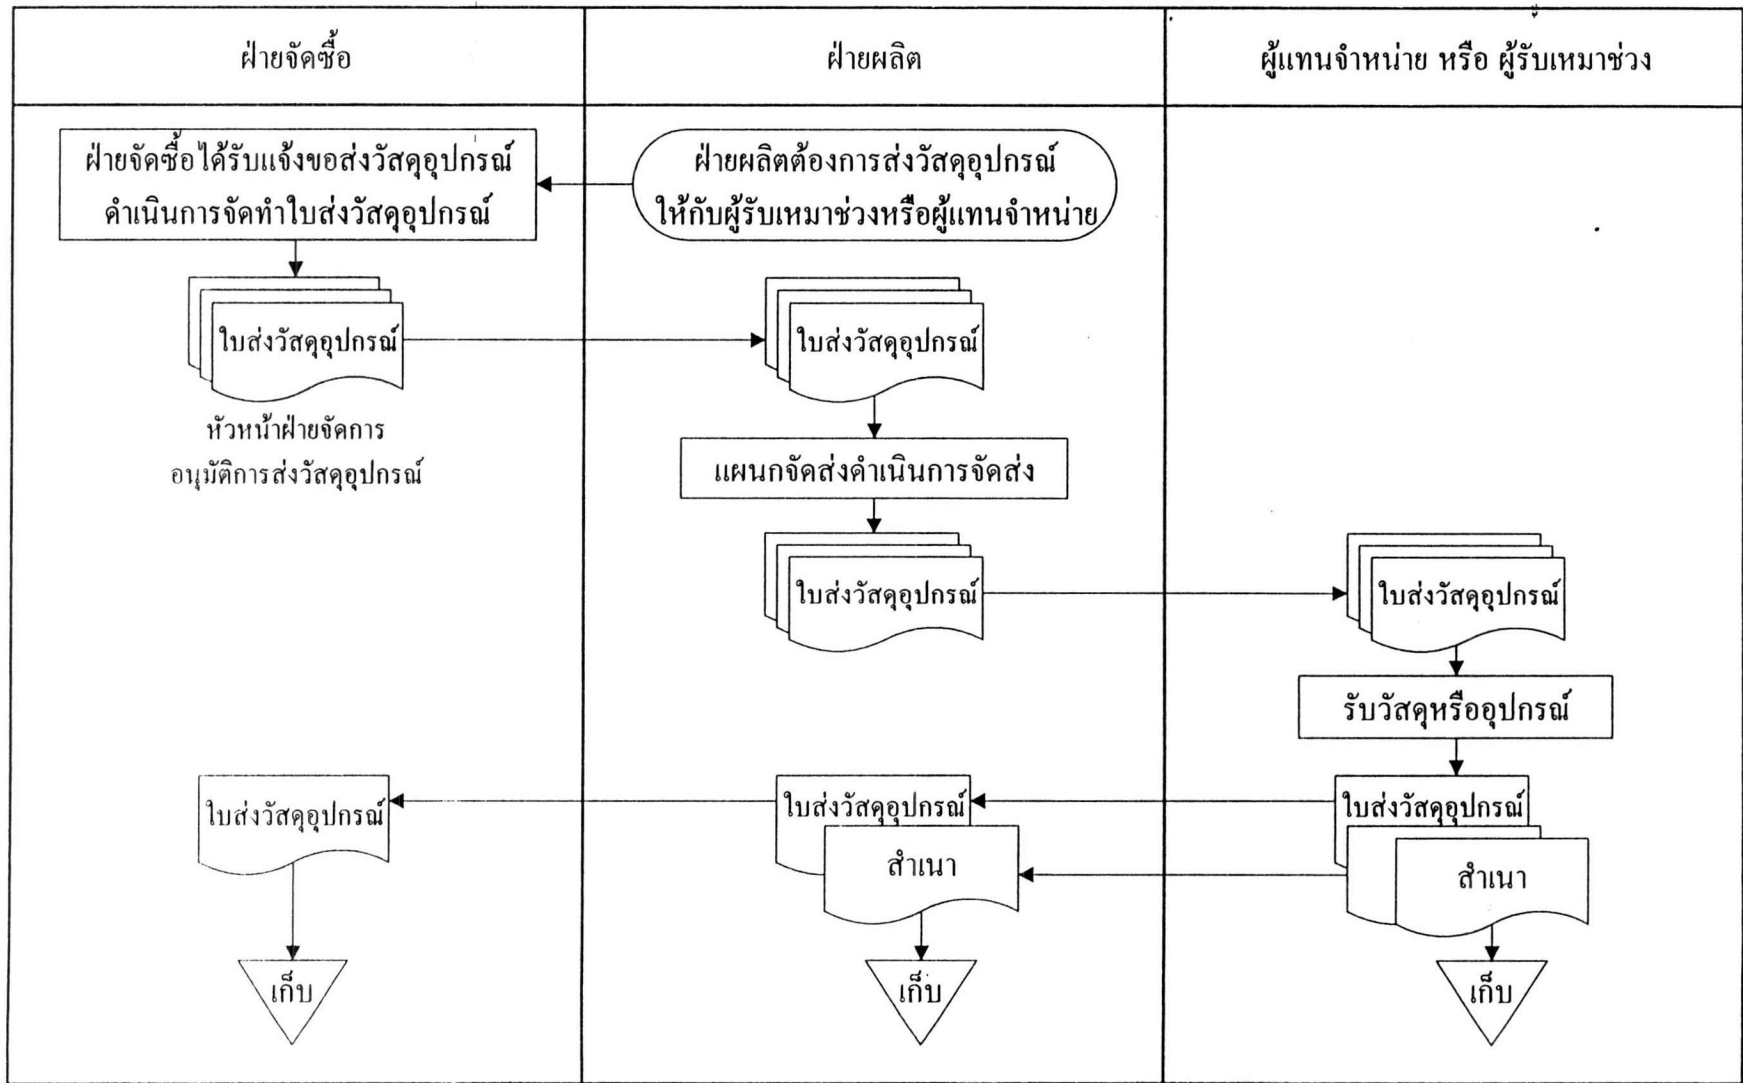 ฝ่ายจัดซื้อ
ฝ่ายผลิต
ผู้แทนจำหน่าย หรือ ผู้รับเหมาช่วง
ฝ่ายจัดซื้อได้รับแจ้งขอส่งวัสดุอุปกรณ์
ดำเนินการจัดทำใบส่งวัสดุอุปกรณ์
ฝ่ายผลิตต้องการส่งวัสดุอุปกรณ์
ให้กับผู้รับเหมาช่วงหรือผู้แทนจำหน่าย
ใบส่งวัสดุอุปกรณ์
ใบส่งวัสดุอุปกรณ์
หัวหน้าฝ่ายจัดการ
อนุมัติการส่งวัสดุอุปกรณ์
แผนกจัดส่งดำเนินการจัดส่ง
ใบส่งวัสดุอุปกรณ์
ใบส่งวัสดุอุปกรณ์
รับวัสดุหรืออุปกรณ์
ใบส่งวัสดุอุปกรณ์
ใบส่งวัสดุอุปกรณ์
ใบส่งวัสดุอุปกรณ์
สำเนา
สำเนา
เก็บ
เก็บ
เก็บ